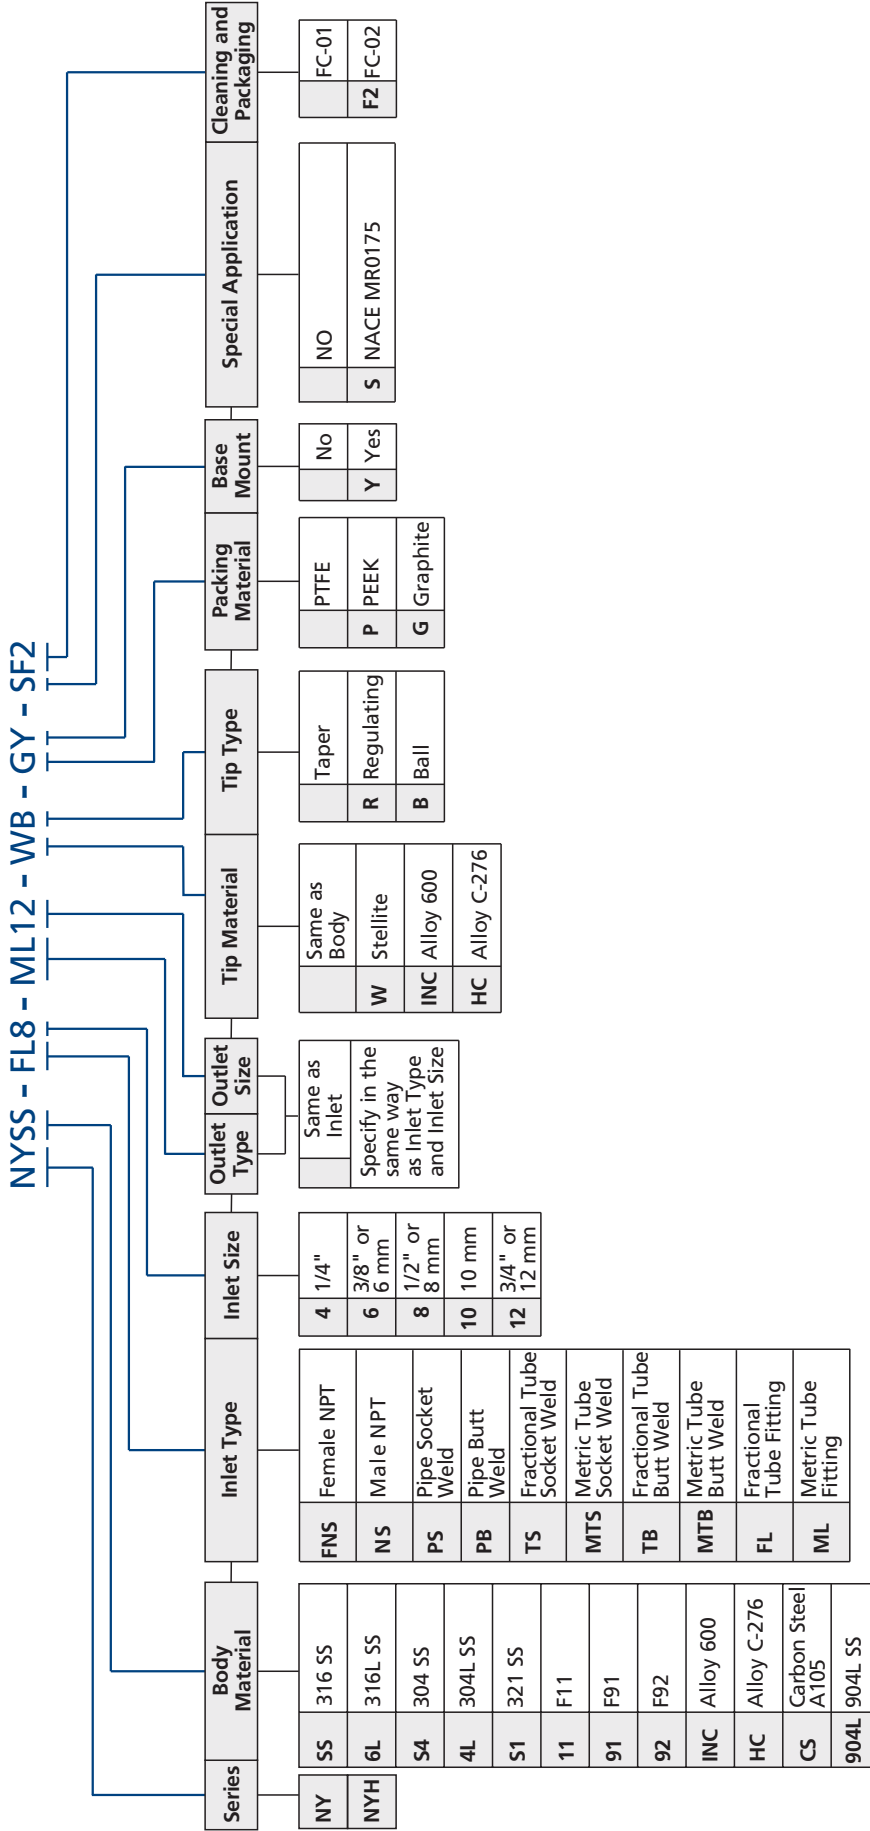 NYSS - FL8 - ML12 - WB - GY - SF2
Series
NY
NYH
Body
Material
SS 316 SS
6L 316L SS
S4 304 SS
4L 304L SS
S1 321 SS
11 F11
91 F91
92 F92
INC Alloy 600
HC Alloy C-276
CS Carbon Steel
A105
904L 904L SS
Inlet Type
FNS Female NPT
NS Male NPT
PS Pipe Socket
Weld
PB Pipe Butt
Weld
TS Fractional Tube
Socket Weld
MTS Metric Tube
Socket Weld
TB Fractional Tube
Butt Weld
MTB Metric Tube
Butt Weld
FL Fractional
Tube Fitting
ML Metric Tube
Fitting
Inlet Size
4 1/4"
6 3/8" or
6 mm
8 1/2" or
8 mm
10 10 mm
12 3/4" or
12 mm
Outlet
Type
Outlet
Size
Same as
Inlet
Specify in the
same way
as Inlet Type
and Inlet Size
Tip Material
Same as
Body
W Stellite
INC Alloy 600
HC Alloy C-276
Tip Type
Taper
R Regulating
B Ball
Packing
Material
PTFE
P PEEK
G Graphite
Base
Mount
No
Y Yes
Special Application
NO
S NACE MR0175
Cleaning and
Packaging
FC-01
F2 FC-02